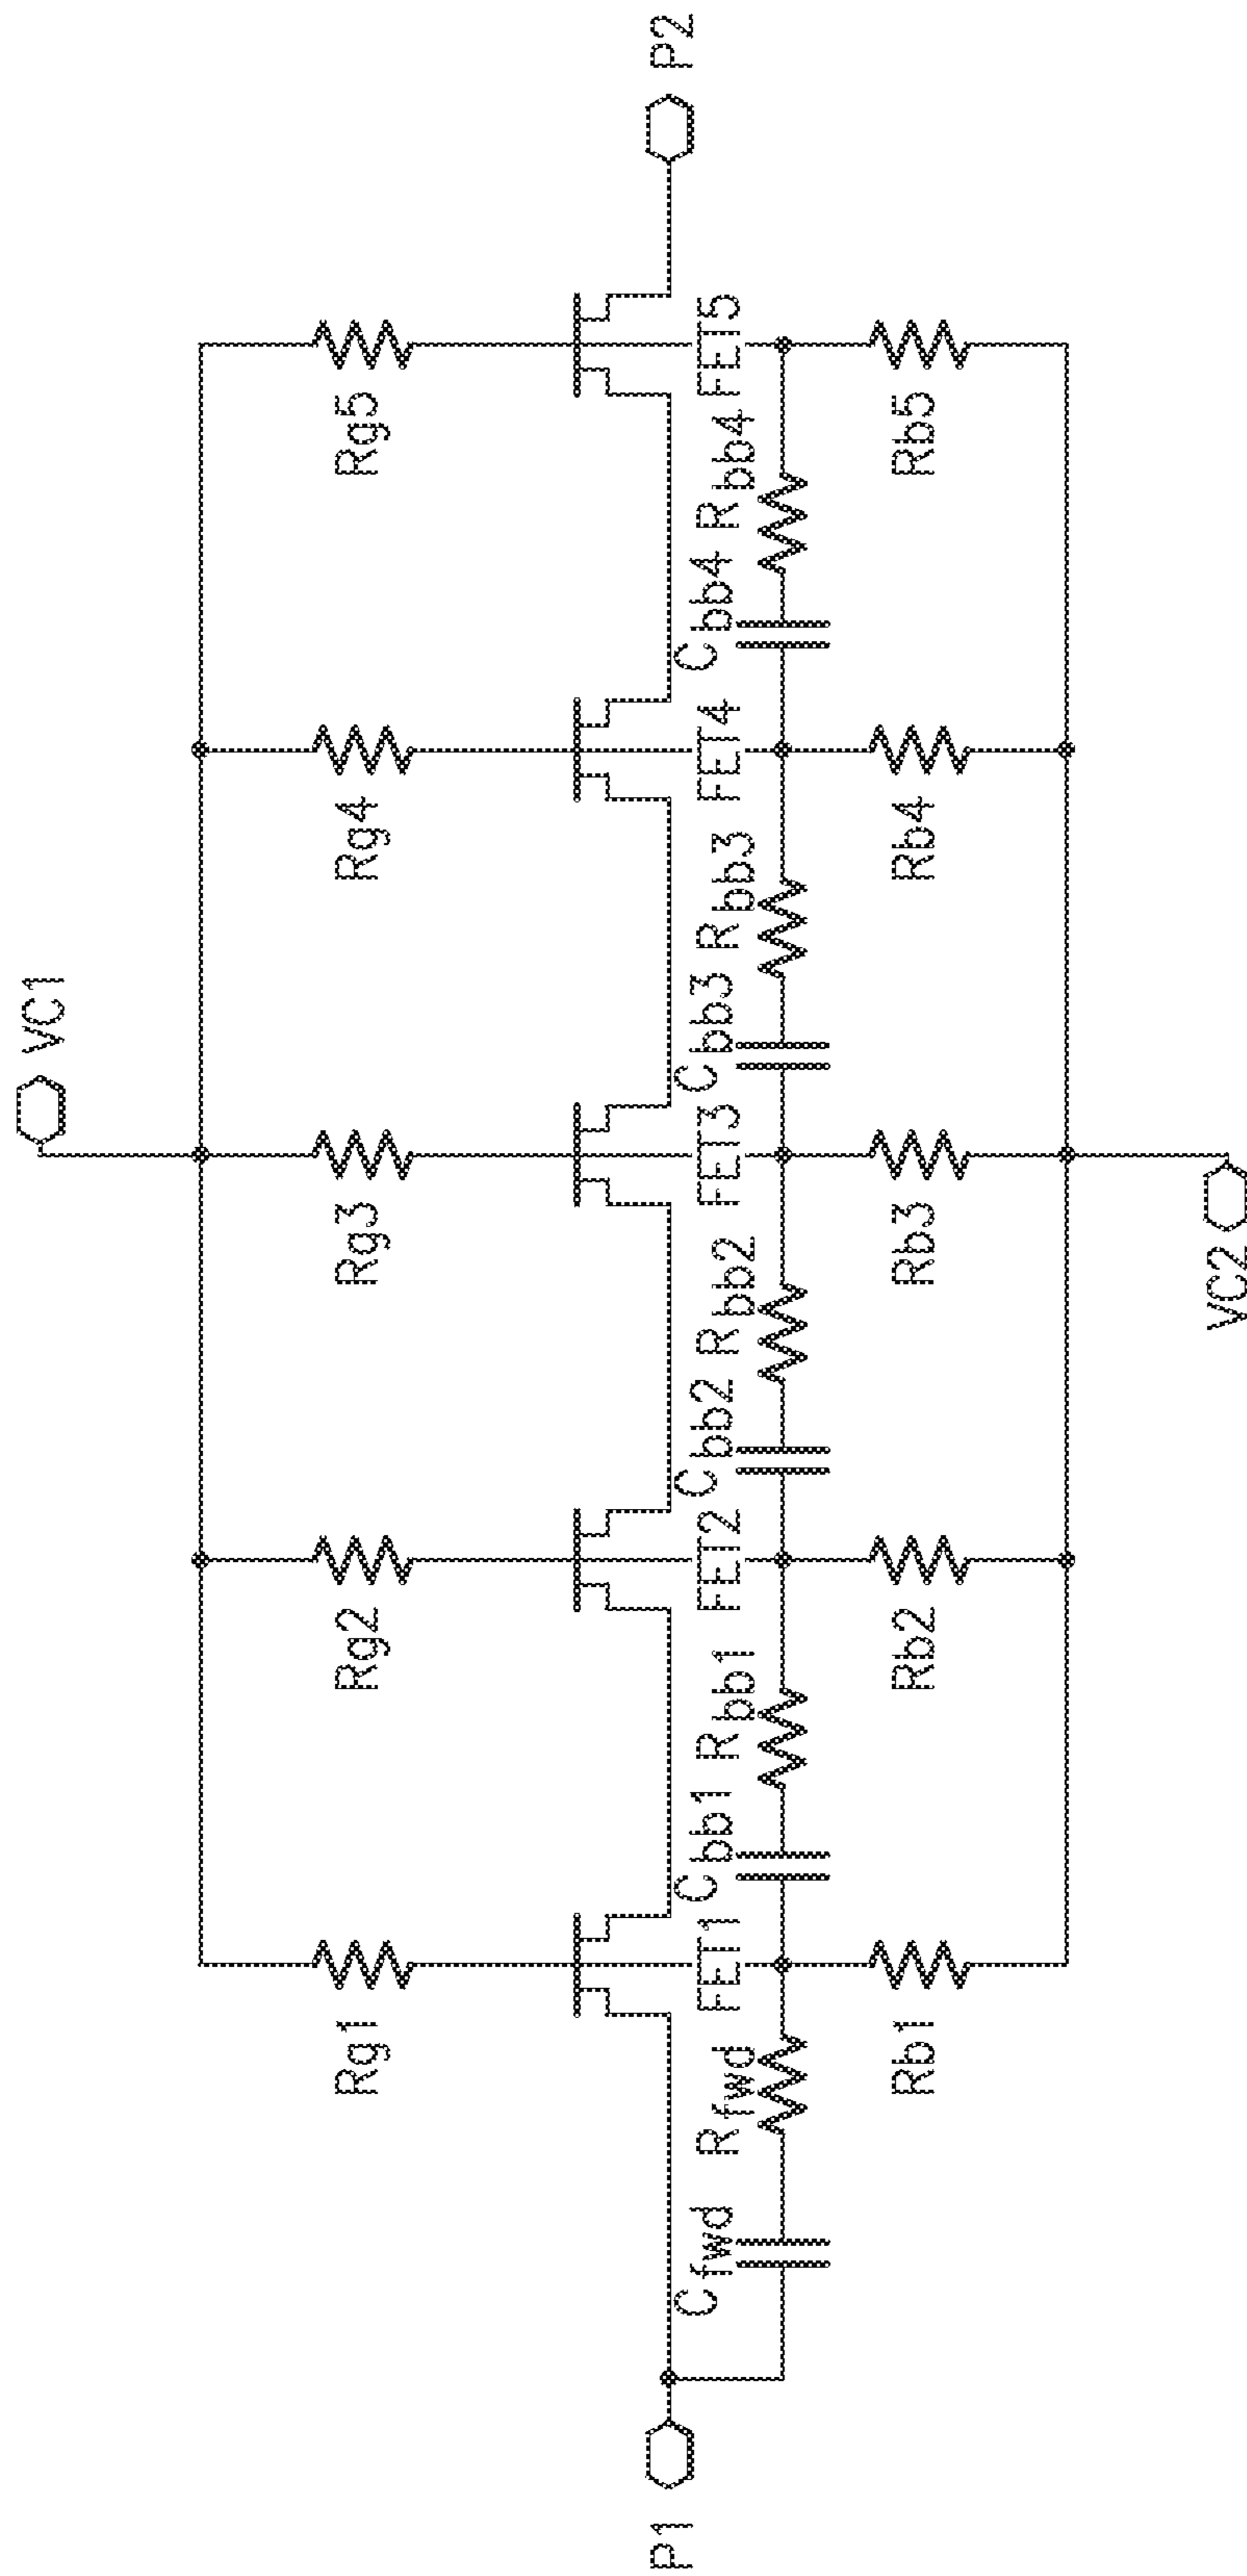 VC1
Rg1
Rg2
Rg3
Rg4
Rg5
P1
P2
Cfwd
Rfwd
FET1
Cbb1
Rbb1
FET2
Cbb2
Rbb2
FET3
Cbb3
Rbb3
FET4
Cbb4
Rbb4
FET5
Rb1
Rb2
Rb3
Rb4
Rb5
VC2